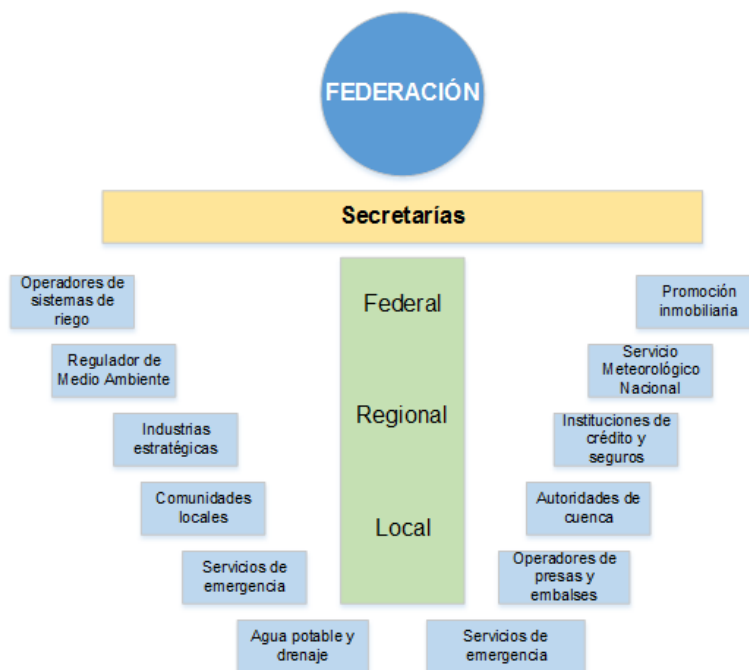 FEDERACIÓN
Secretarías
Federal
Regional
Local
Operadores de
sistemas de
riego
Regulador de
Medio Ambiente
Industrias
estratégicas
Comunidades
locales
Servicios de
emergencia
Agua potable y
drenaje
Promoción
inmobiliaria
Servicio
Meteorológico
Nacional
Instituciones de
crédito y
seguros
Autoridades de
cuenca
Operadores de
presas y
embalses
Servicios de
emergencia